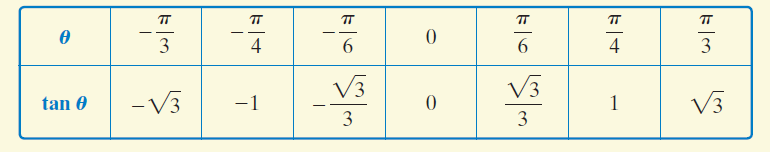 θ -π/3 -π/4 -π/6 0 π/6 π/4 π/3
tan θ -√3 -1 -√3/3 0 √3/3 1 √3